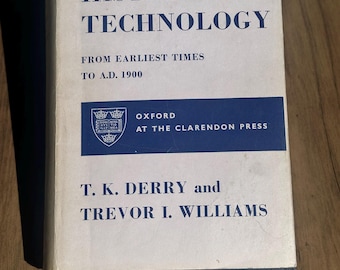 TECHNOLOGY
FROM EARLIEST TIMES
TO A.D. 1900
OXFORD
AT THE CLARENDON PRESS
T. K. DERRY and
TREVOR I. WILLIAMS